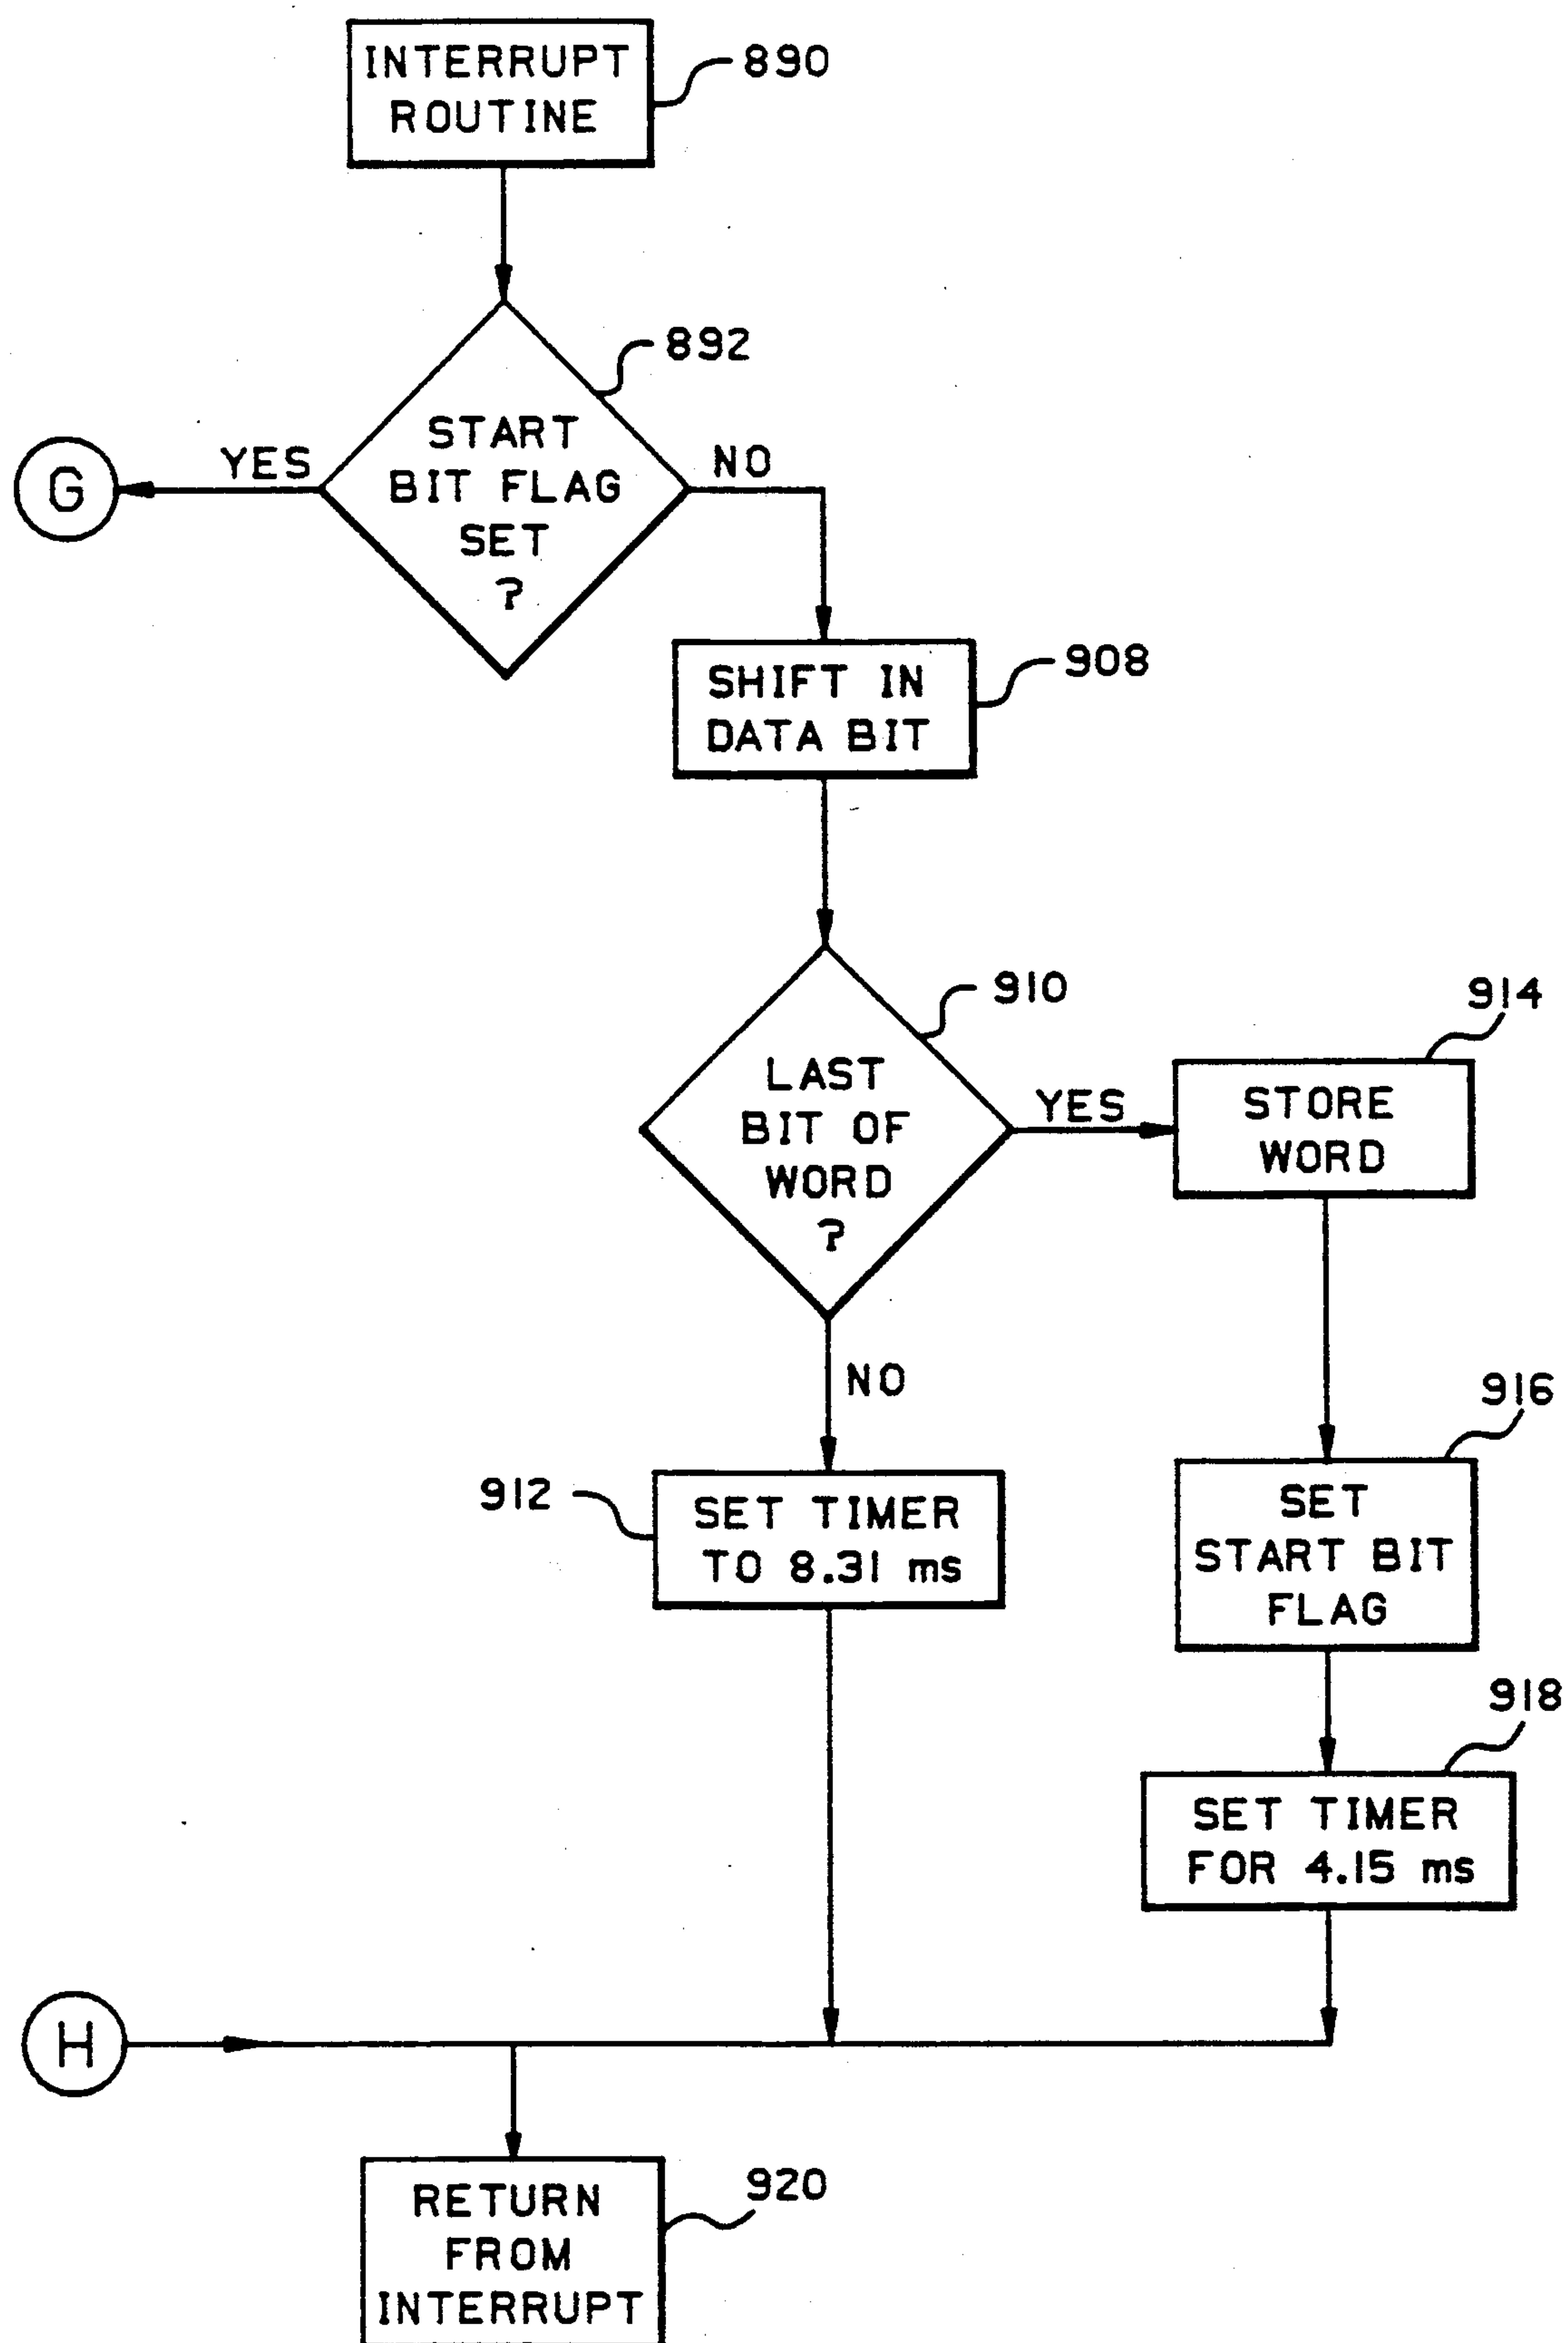 INTERRUPT
ROUTINE
890
892
START
BIT FLAG
SET
?
YES
NO
G
SHIFT IN
DATA BIT
908
910
LAST
BIT OF
WORD
?
YES
914
STORE
WORD
NO
916
912
SET TIMER
TO 8.31 ms
SET
START BIT
FLAG
918
SET TIMER
FOR 4.15 ms
H
920
RETURN
FROM
INTERRUPT